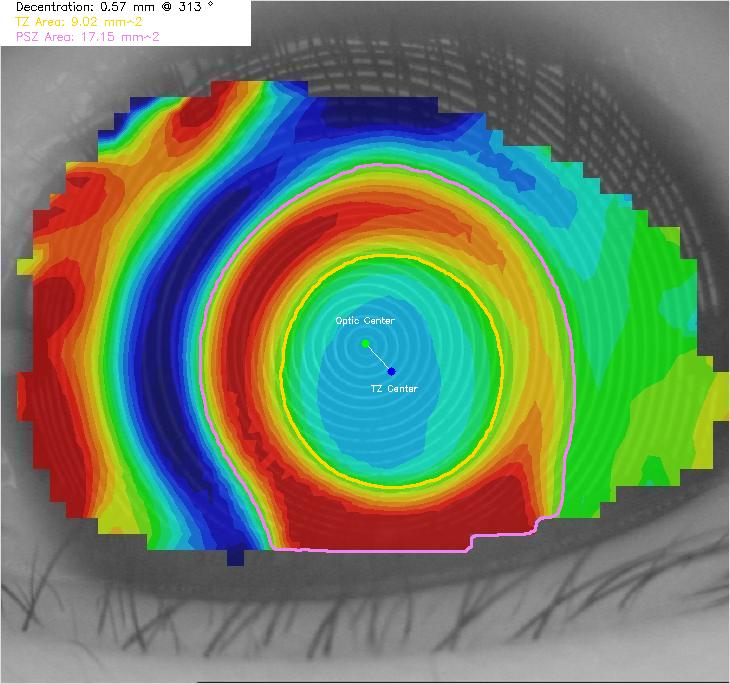 Decentration: 0.57 mm @ 313 °
TZ Area: 9.02 mm~2
PSZ Area: 17.15 mm~2
Optic Center
TZ Center